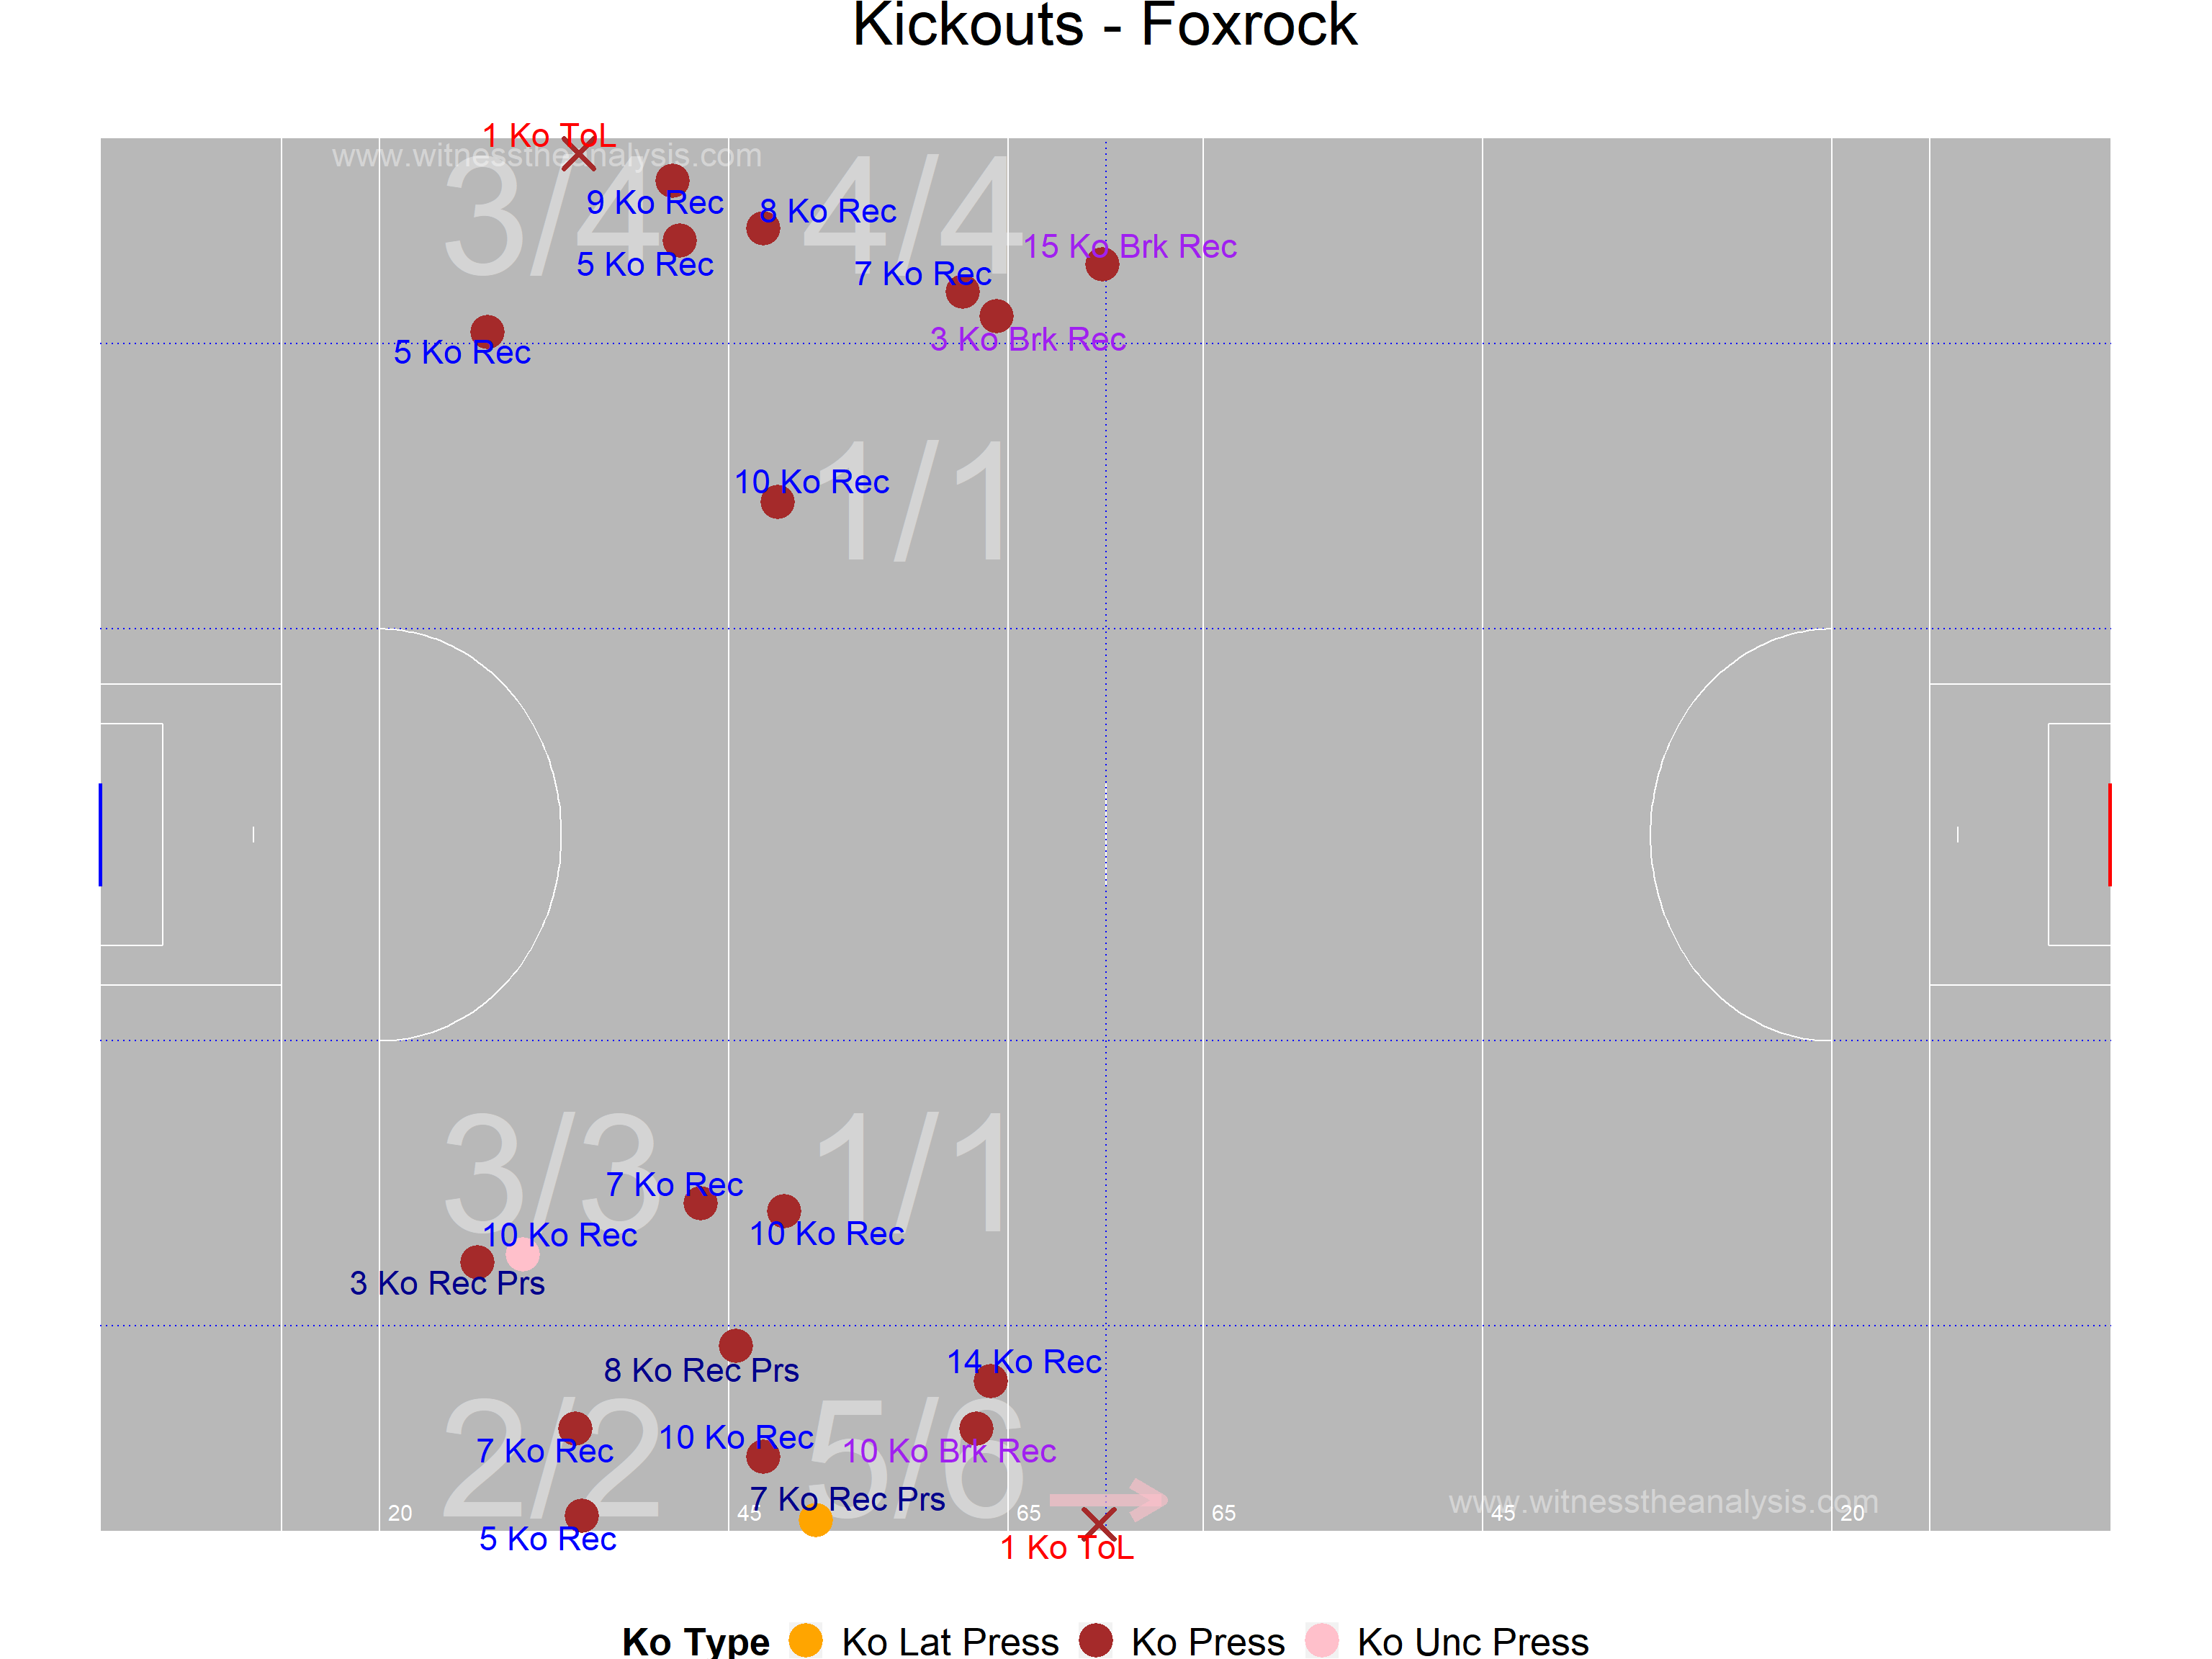 Kickouts - Foxrock
1 Ko ToL
www.witnesstheanalysis.com
3/4
4/4
9 Ko Rec
8 Ko Rec
5 Ko Rec
15 Ko Brk Rec
7 Ko Rec
3 Ko Brk Rec
5 Ko Rec
10 Ko Rec
1/1
3/3
1/1
7 Ko Rec
10 Ko Rec
10 Ko Rec
3 Ko Rec Prs
8 Ko Rec Prs
14 Ko Rec
2/2
5/6
10 Ko Rec
7 Ko Rec
10 Ko Brk Rec
7 Ko Rec Prs
www.witnesstheanalysis.com
20
45
65
65
45
20
5 Ko Rec
1 Ko ToL
Ko Type
Ko Lat Press
Ko Press
Ko Unc Press